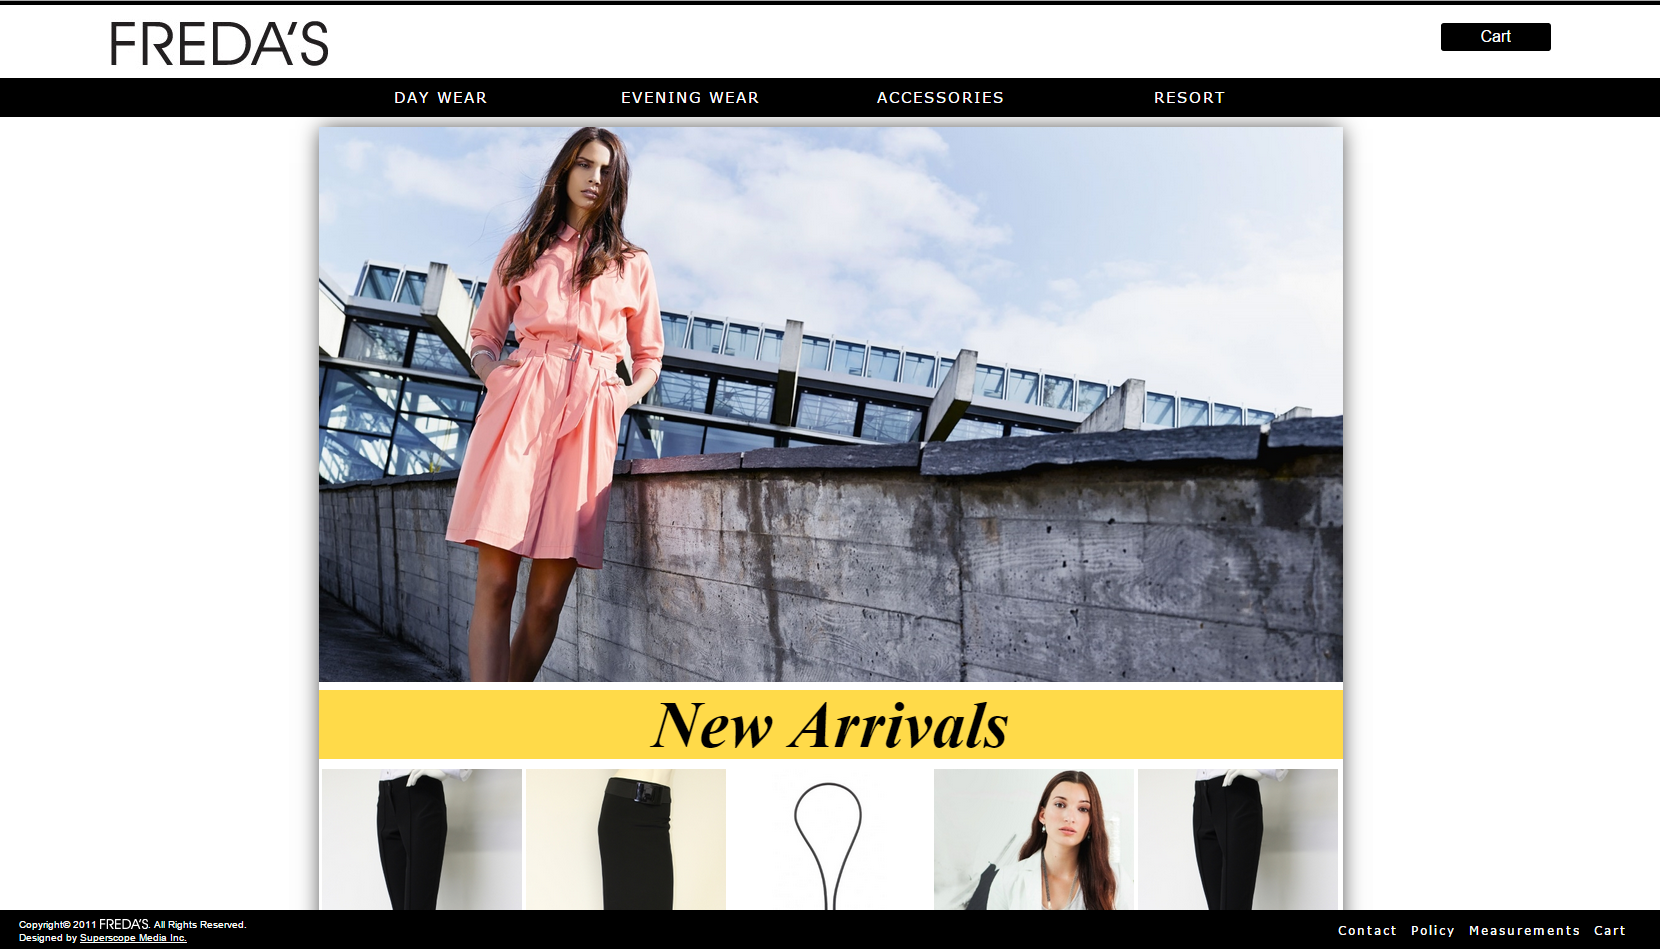 FREDA'S
Cart
DAY WEAR
EVENING WEAR
ACCESSORIES
RESORT
New Arrivals
Copyright© 2011 FREDA'S. All Rights Reserved.
Designed by Superscope Media Inc.
Contact Policy Measurements Cart